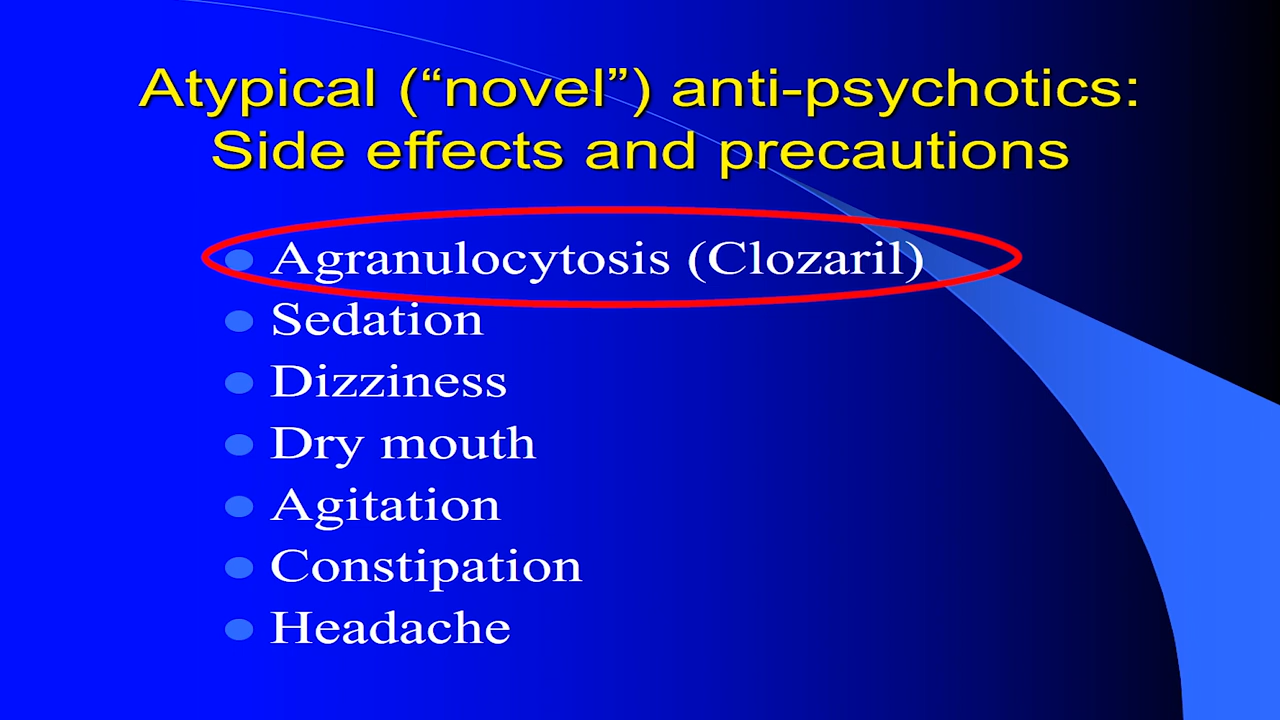 Atypical (“novel”) anti-psychotics:
Side effects and precautions
Agranulocytosis (Clozaril)
Sedation
Dizziness
Dry mouth
Agitation
Constipation
Headache